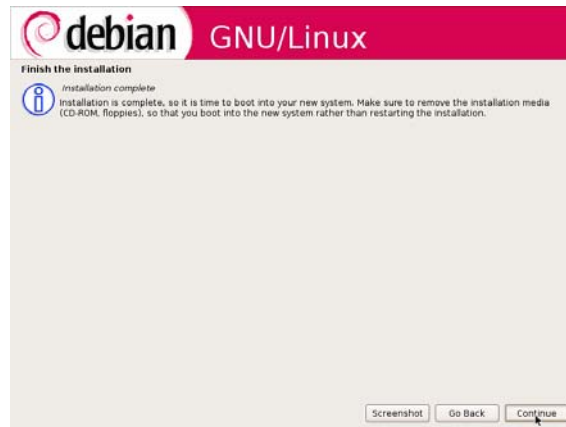 debian GNU/Linux
Finish the installation
Installation complete
Installation is complete, so it is time to boot into your new system. Make sure to remove the installation media
(CD-ROM, floppies), so that you boot into the new system rather than restarting the installation.
Screenshot Go Back Continue